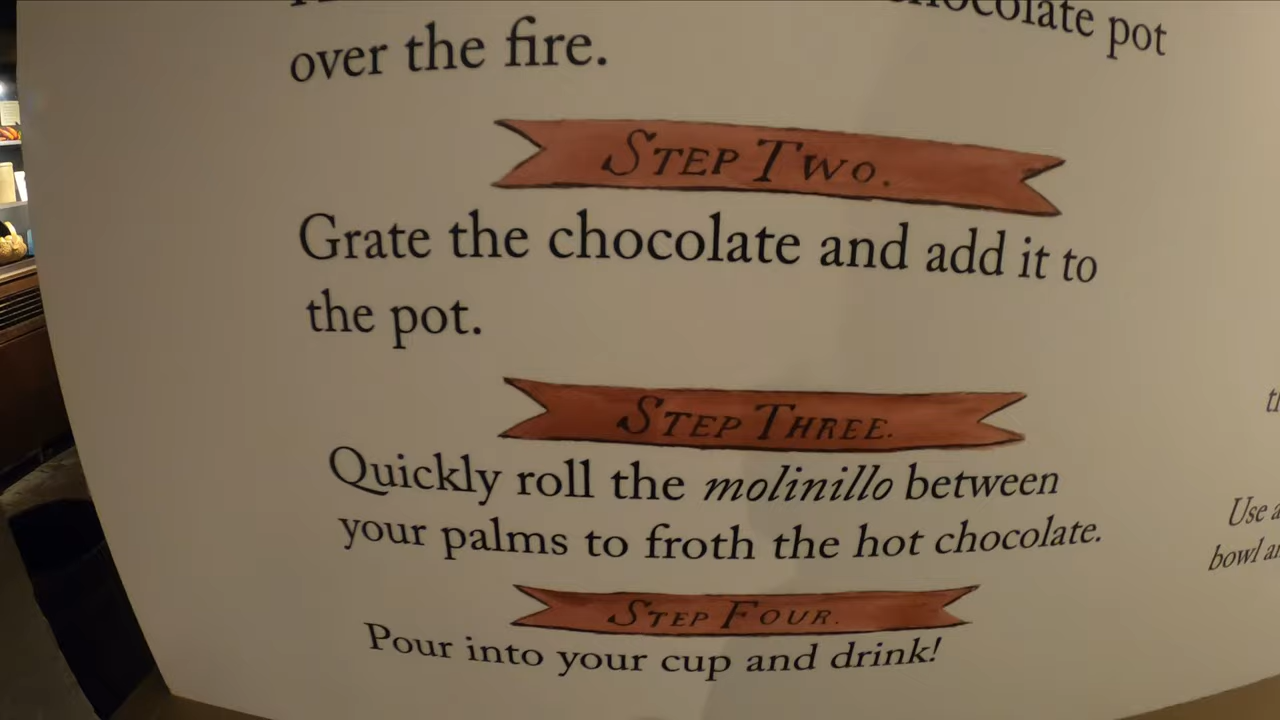 chocolate pot
over the fire.
STEP TWO.
Grate the chocolate and add it to
the pot.
STEP THREE.
Quickly roll the molinillo between
your palms to froth the hot chocolate.
STEP FOUR.
Pour into your cup and drink!
Use a
bowl